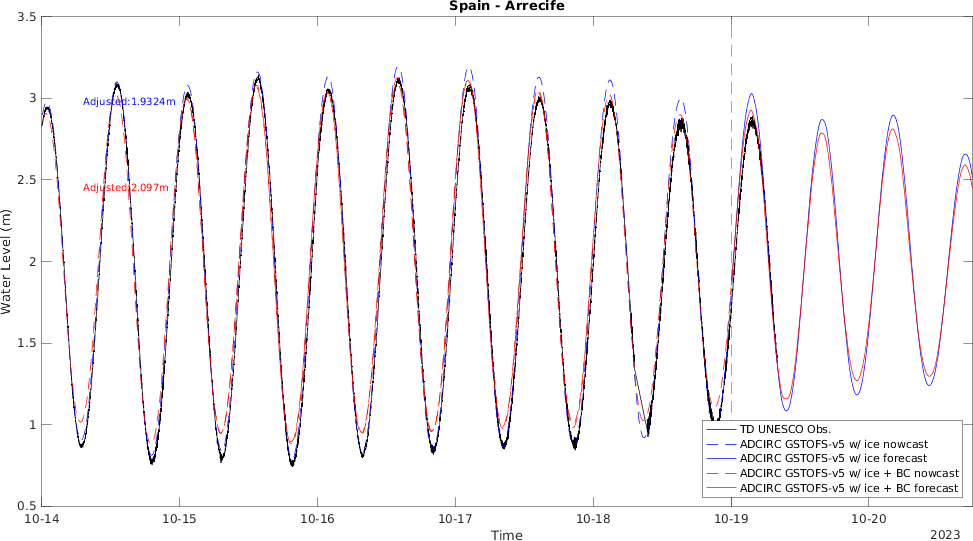 Spain - Arrecife
3.5
3
2.5
2
1.5
1
0.5
Water Level (m)
Adjusted:1.9324m
Adjusted:2.097m
TD UNESCO Obs.
ADCIRC GSTOFS-v5 w/ ice nowcast
ADCIRC GSTOFS-v5 w/ ice forecast
ADCIRC GSTOFS-v5 w/ ice + BC nowcast
ADCIRC GSTOFS-v5 w/ ice + BC forecast
10-14 10-15 10-16 10-17 10-18 10-19 10-20
Time
2023